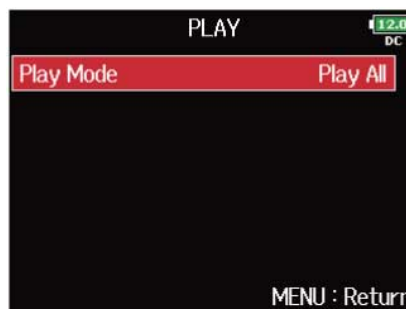 PLAY
12.0
DC
Play Mode Play All
MENU : Return